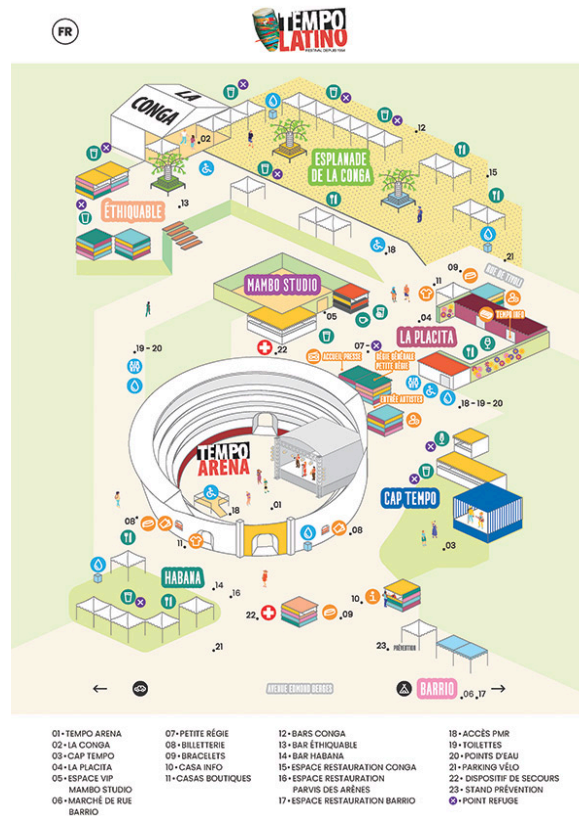 FR
TEMPO
LATINO
LA
CONGA
.02
.12
ESPLANADE
DE LA CONGA
.15
.13
ÉTHIQUABLE
.18
.21
09.
RUE DE TIVOLI
.11
MAMBO STUDIO
.05
.04
TEMPO INFO
LA PLACITA
.22
07-
.19 - 20
ACCUEIL PRESSE
RÉGIE GÉNÉRALE
PETITE RÉGIE
ENTRÉE ARTISTES
.18 - 19 - 20
TEMPO
ARENA
.18
.01
CAP TEMPO
.03
08
11.
.08
HABANA
.14
.16
22.
.09
10.
i
.21
23.
PRÉVENTION
AVENUE EDMOND BERGES
BARRIO
.06 .17
01 • TEMPO ARENA
02 • LA CONGA
03 • CAP TEMPO
04 • LA PLACITA
05 • ESPACE VIP
MAMBO STUDIO
06 • MARCHÉ DE RUE
BARRIO
07 • PETITE RÉGIE
08 • BILLETTERIE
09 • BRACELETS
10 • CASA INFO
11 • CASAS BOUTIQUES
12 • BARS CONGA
13 • BAR ÉTHIQUABLE
14 • BAR HABANA
15 • ESPACE RESTAURATION CONGA
16 • ESPACE RESTAURATION
PARVIS DES ARÈNES
17 • ESPACE RESTAURATION BARRIO
18 • ACCÈS PMR
19 • TOILETTES
20 • POINTS D'EAU
21 • PARKING VÉLO
22 • DISPOSITIF DE SECOURS
23 • STAND PRÉVENTION
• POINT REFUGE